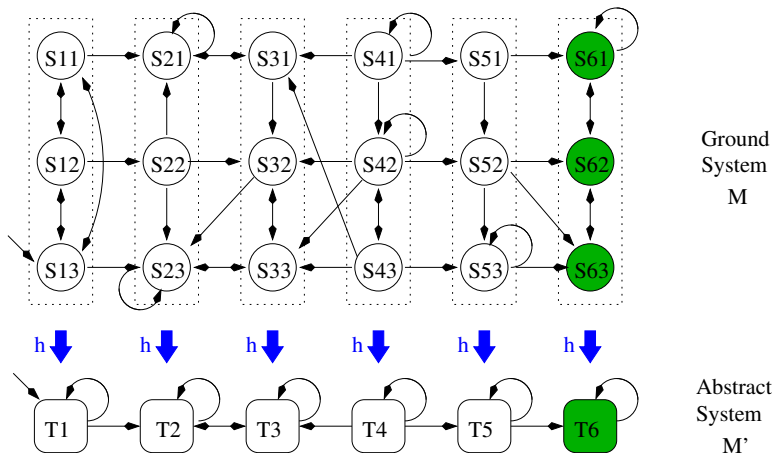 S11 S21 S31 S41 S51 S61
S12 S22 S32 S42 S52 S62
Ground
System
M
S13 S23 S33 S43 S53 S63
h h h h h h
T1 T2 T3 T4 T5 T6
Abstract
System
M'